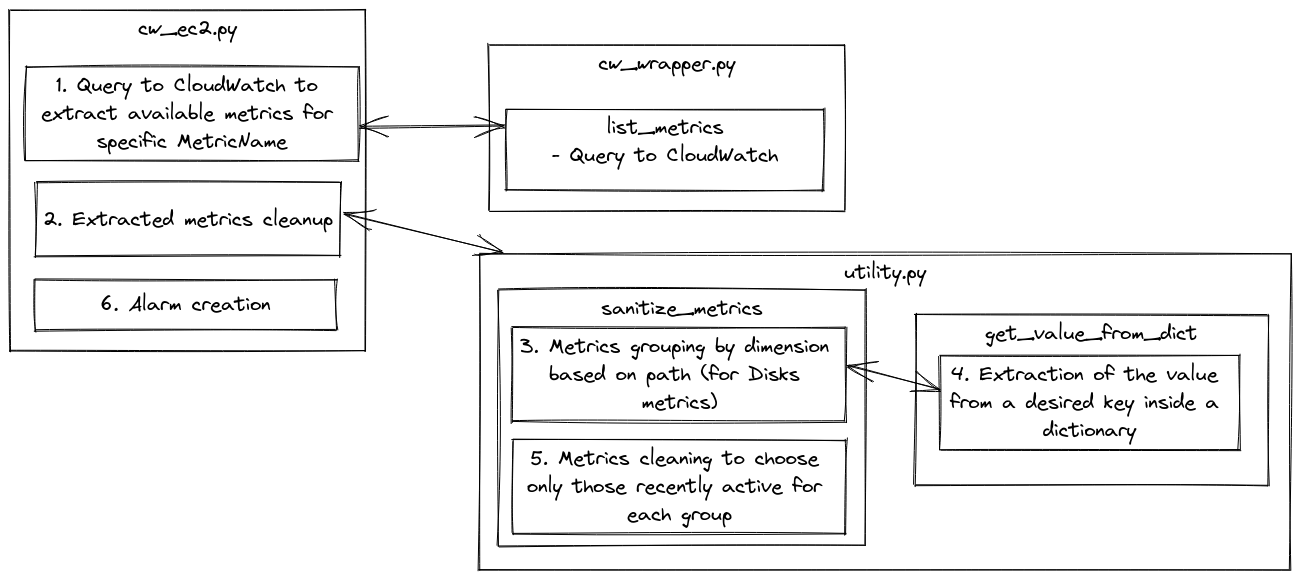 cw_ec2.py
1. Query to CloudWatch to
extract available metrics for
specific MetricName
2. Extracted metrics cleanup
6. Alarm creation
cw_wrapper.py
list_metrics
- Query to CloudWatch
utility.py
sanitize_metrics
3. Metrics grouping by dimension
based on path (for Disks
metrics)
5. Metrics cleaning to choose
only those recently active for
each group
get_value_from_dict
4. Extraction of the value
from a desired key inside a
dictionary